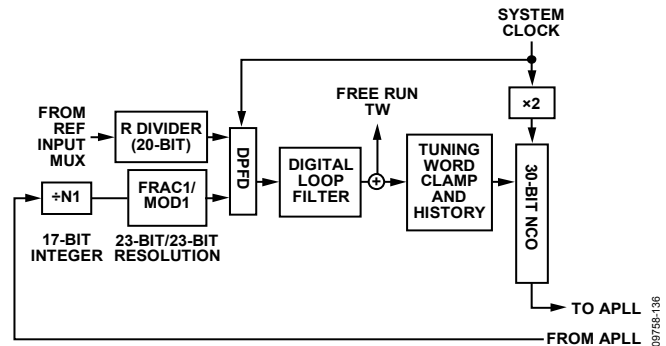 SYSTEM
CLOCK
×2
FREE RUN
TW
FROM
REF
INPUT
MUX
R DIVIDER
(20-BIT)
DPFD
DIGITAL
LOOP
FILTER
TUNING
WORD
CLAMP
AND
HISTORY
30-BIT NCO
÷N1
FRAC1/
MOD1
17-BIT
INTEGER
23-BIT/23-BIT
RESOLUTION
TO APLL
FROM APLL
09758-136